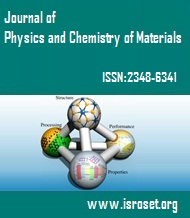 Journal of
Physics and Chemistry of Materials
ISSN:2348-6341
Structure
Processing
Performance
Properties
www.isroset.org